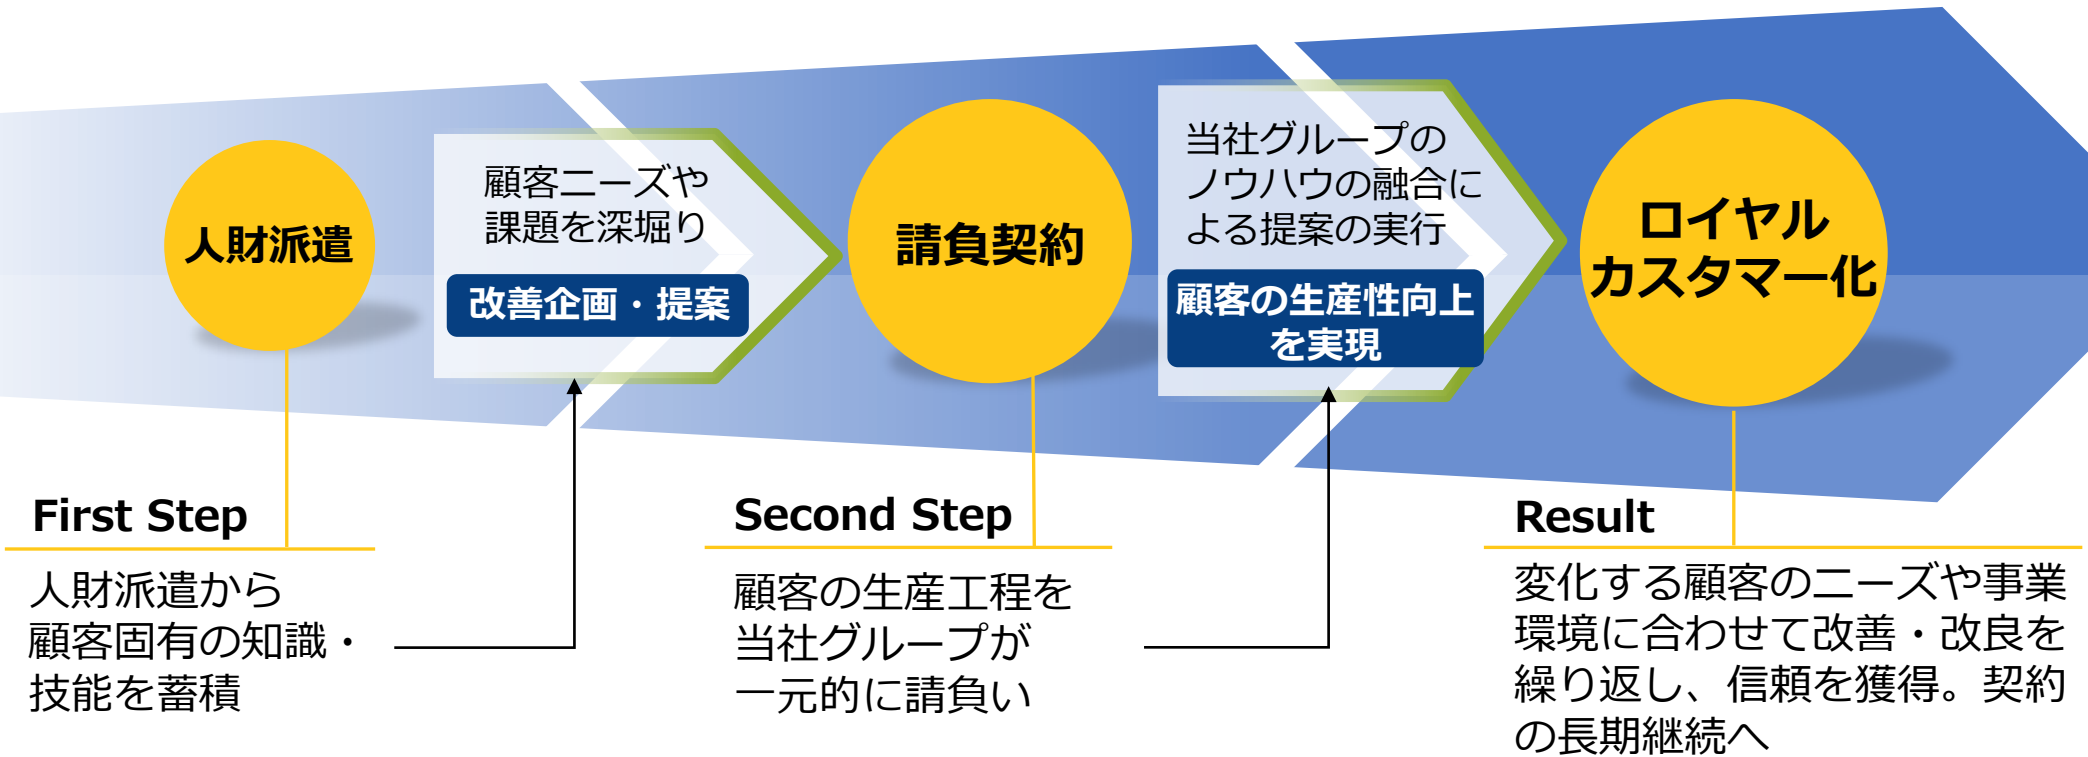 人財派遣
顧客ニーズや
課題を深堀り
改善企画・提案
請負契約
当社グループの
ノウハウの融合に
よる提案の実行
顧客の生産性向上
を実現
ロイヤル
カスタマー化
First Step
人財派遣から
顧客固有の知識・
技能を蓄積
Second Step
顧客の生産工程を
当社グループが
一元的に請負い
Result
変化する顧客のニーズや事業
環境に合わせて改善・改良を
繰り返し、信頼を獲得。契約
の長期継続へ